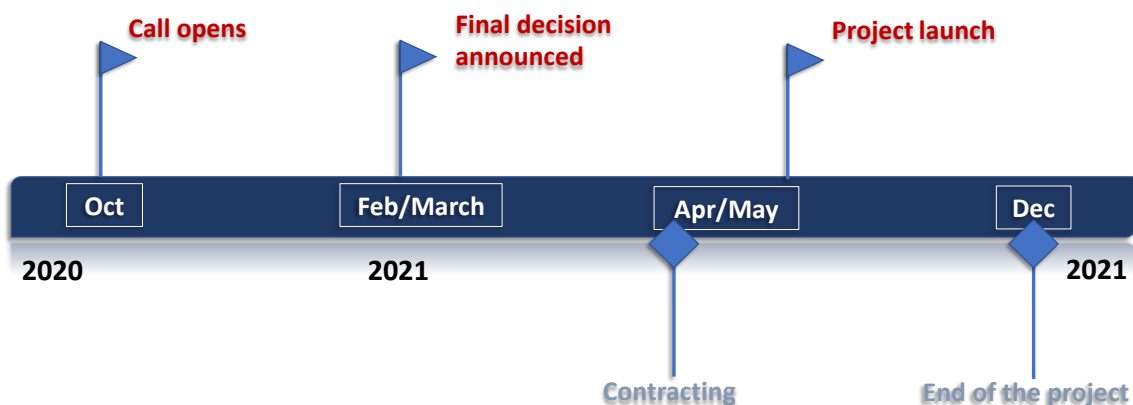 Call opens
Final decision
announced
Project launch
Oct
Feb/March
Apr/May
Dec
2020
2021
2021
Contracting
End of the project